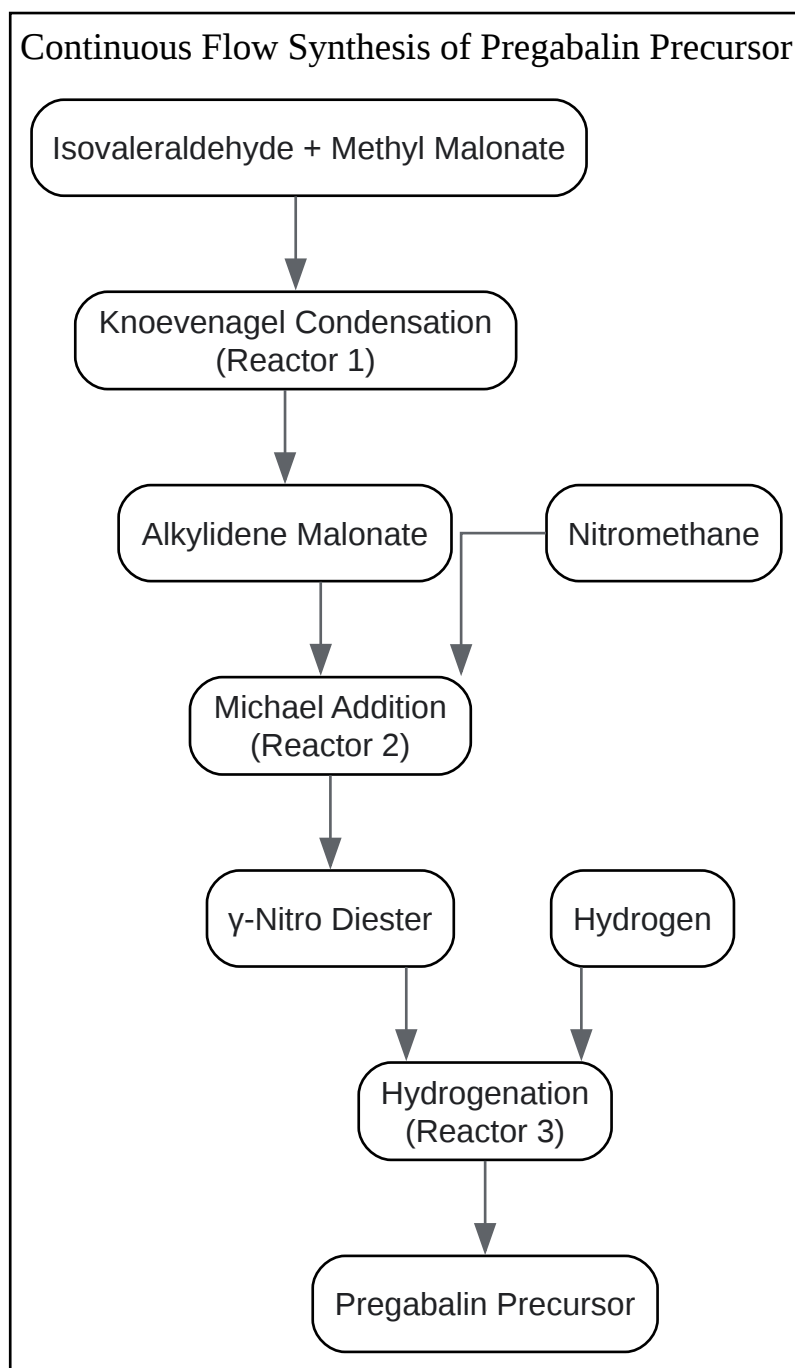 Continuous Flow Synthesis of Pregabalin Precursor
Isovaleraldehyde + Methyl Malonate
Knoevenagel Condensation
(Reactor 1)
Alkylidene Malonate
Nitromethane
Michael Addition
(Reactor 2)
γ-Nitro Diester
Hydrogen
Hydrogenation
(Reactor 3)
Pregabalin Precursor